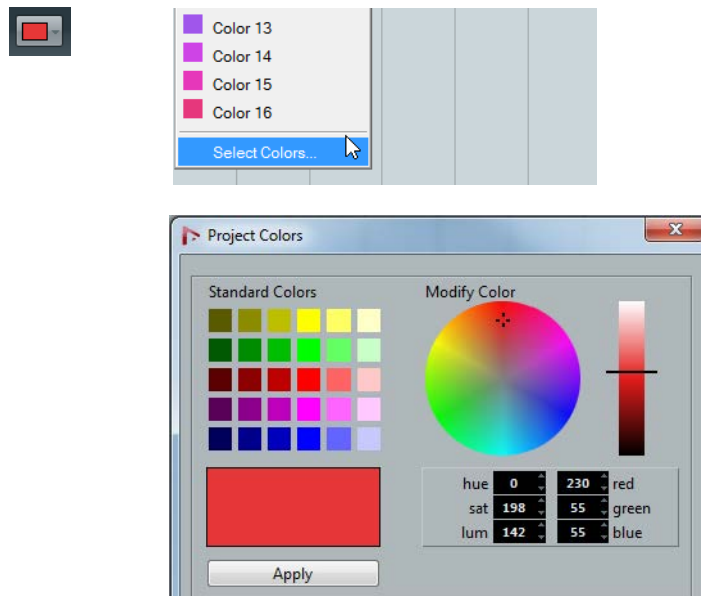 Color 13
Color 14
Color 15
Color 16
Select Colors...
Project Colors
Standard Colors
Modify Color
hue 0 230 red
sat 198 55 green
lum 142 55 blue
Apply